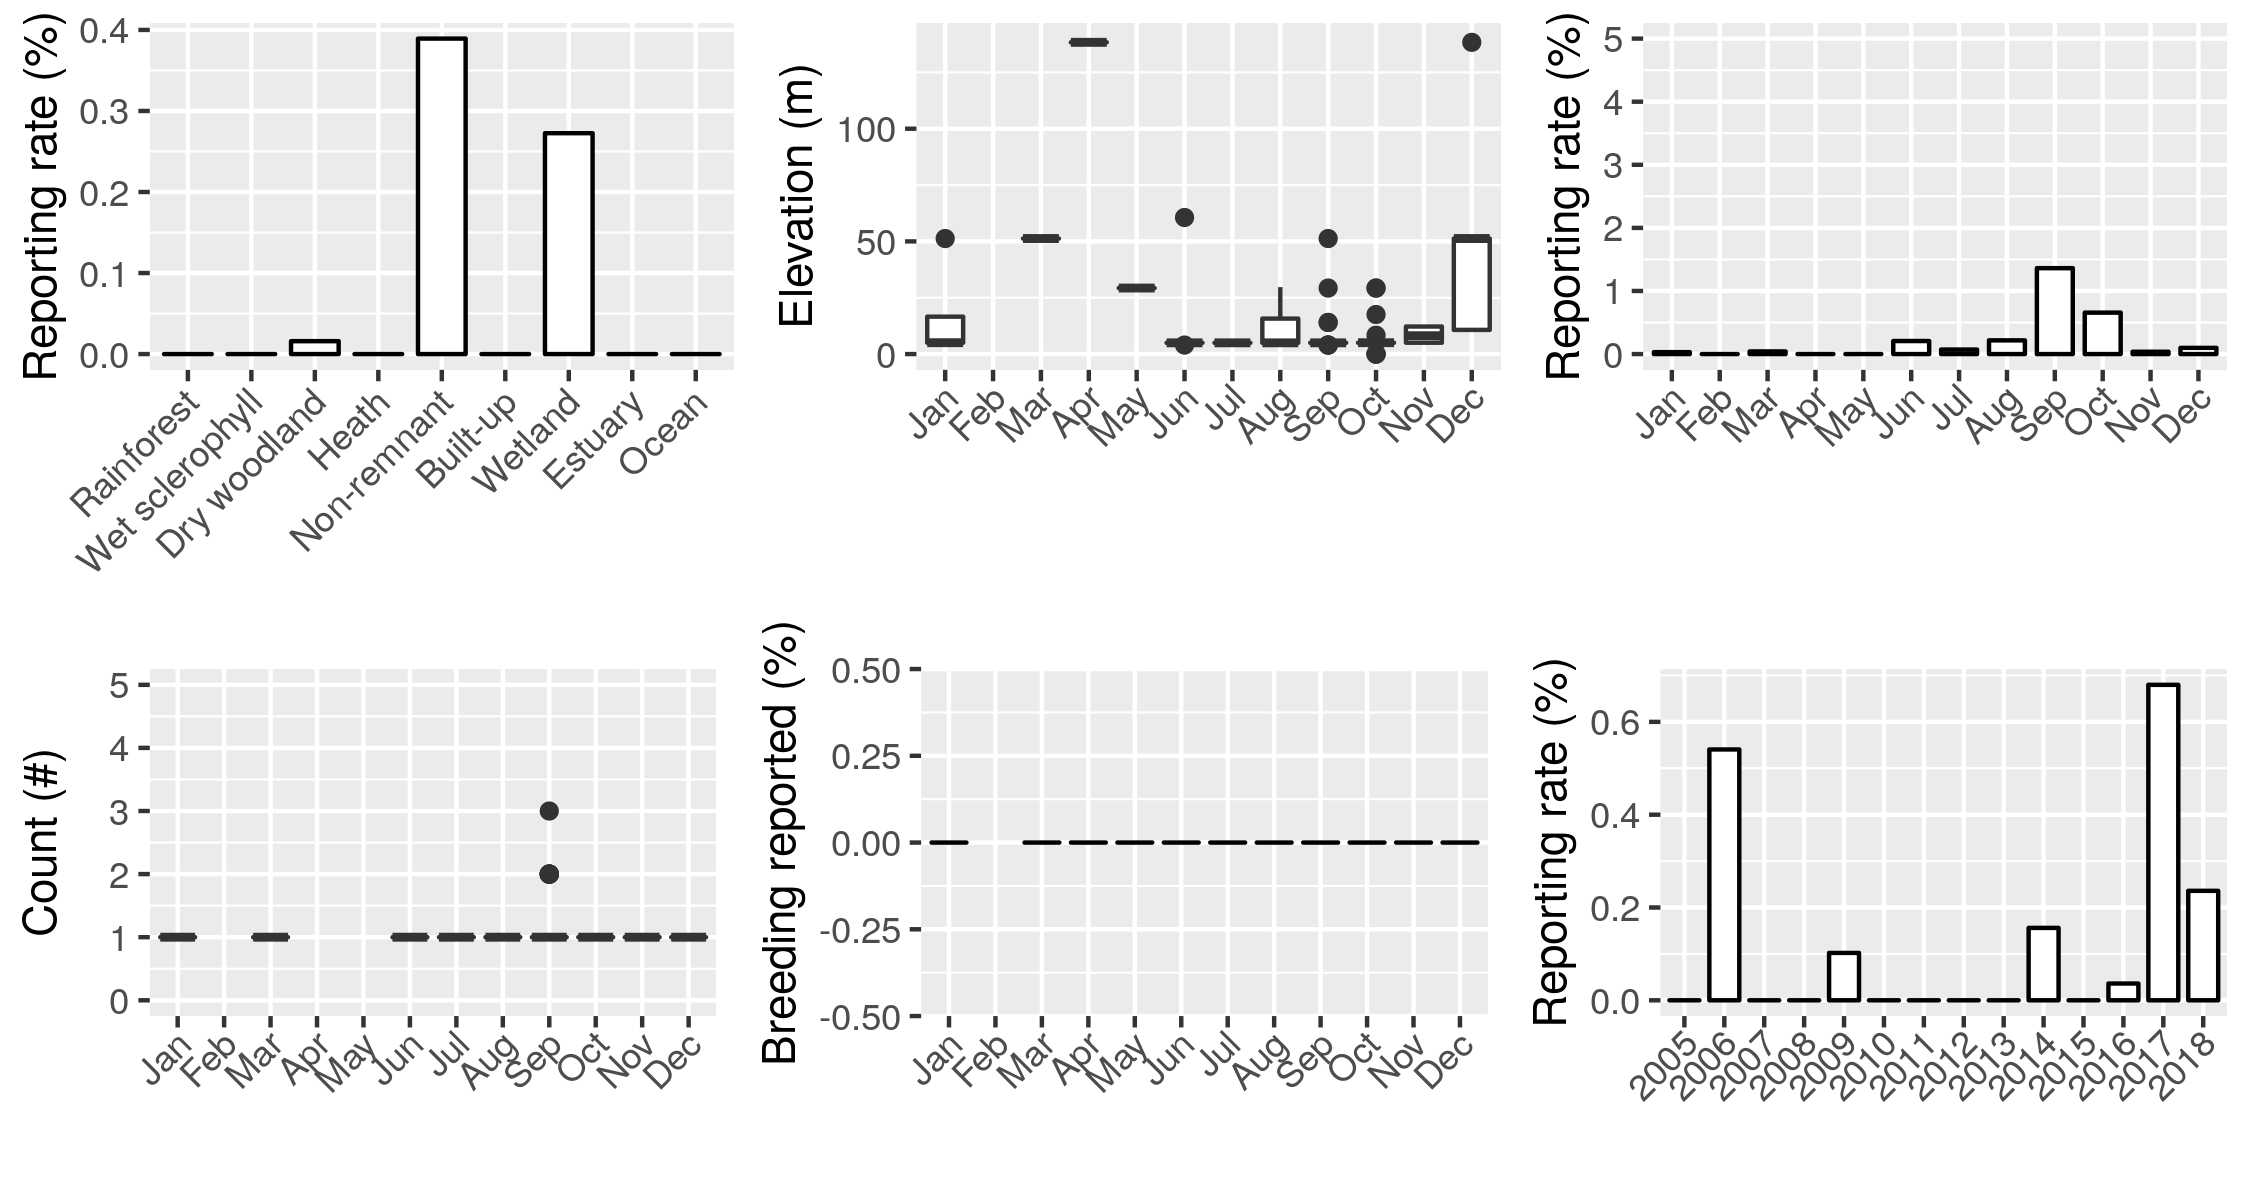 Reporting rate (%)
0.4
0.3
0.2
0.1
0.0
Rainforest
Wet sclerophyll
Dry woodland
Heath
Non-remnant
Built-up
Wetland
Estuary
Ocean
Elevation (m)
100
50
0
Jan
Feb
Mar
Apr
May
Jun
Jul
Aug
Sep
Oct
Nov
Dec
Reporting rate (%)
5
4
3
2
1
0
Jan
Feb
Mar
Apr
May
Jun
Jul
Aug
Sep
Oct
Nov
Dec
Count (#)
5
4
3
2
1
0
Jan
Feb
Mar
Apr
May
Jun
Jul
Aug
Sep
Oct
Nov
Dec
Breeding reported (%)
0.50
0.25
0.00
-0.25
-0.50
Jan
Feb
Mar
Apr
May
Jun
Jul
Aug
Sep
Oct
Nov
Dec
Reporting rate (%)
0.6
0.4
0.2
0.0
2005
2006
2007
2008
2009
2010
2011
2012
2013
2014
2015
2016
2017
2018